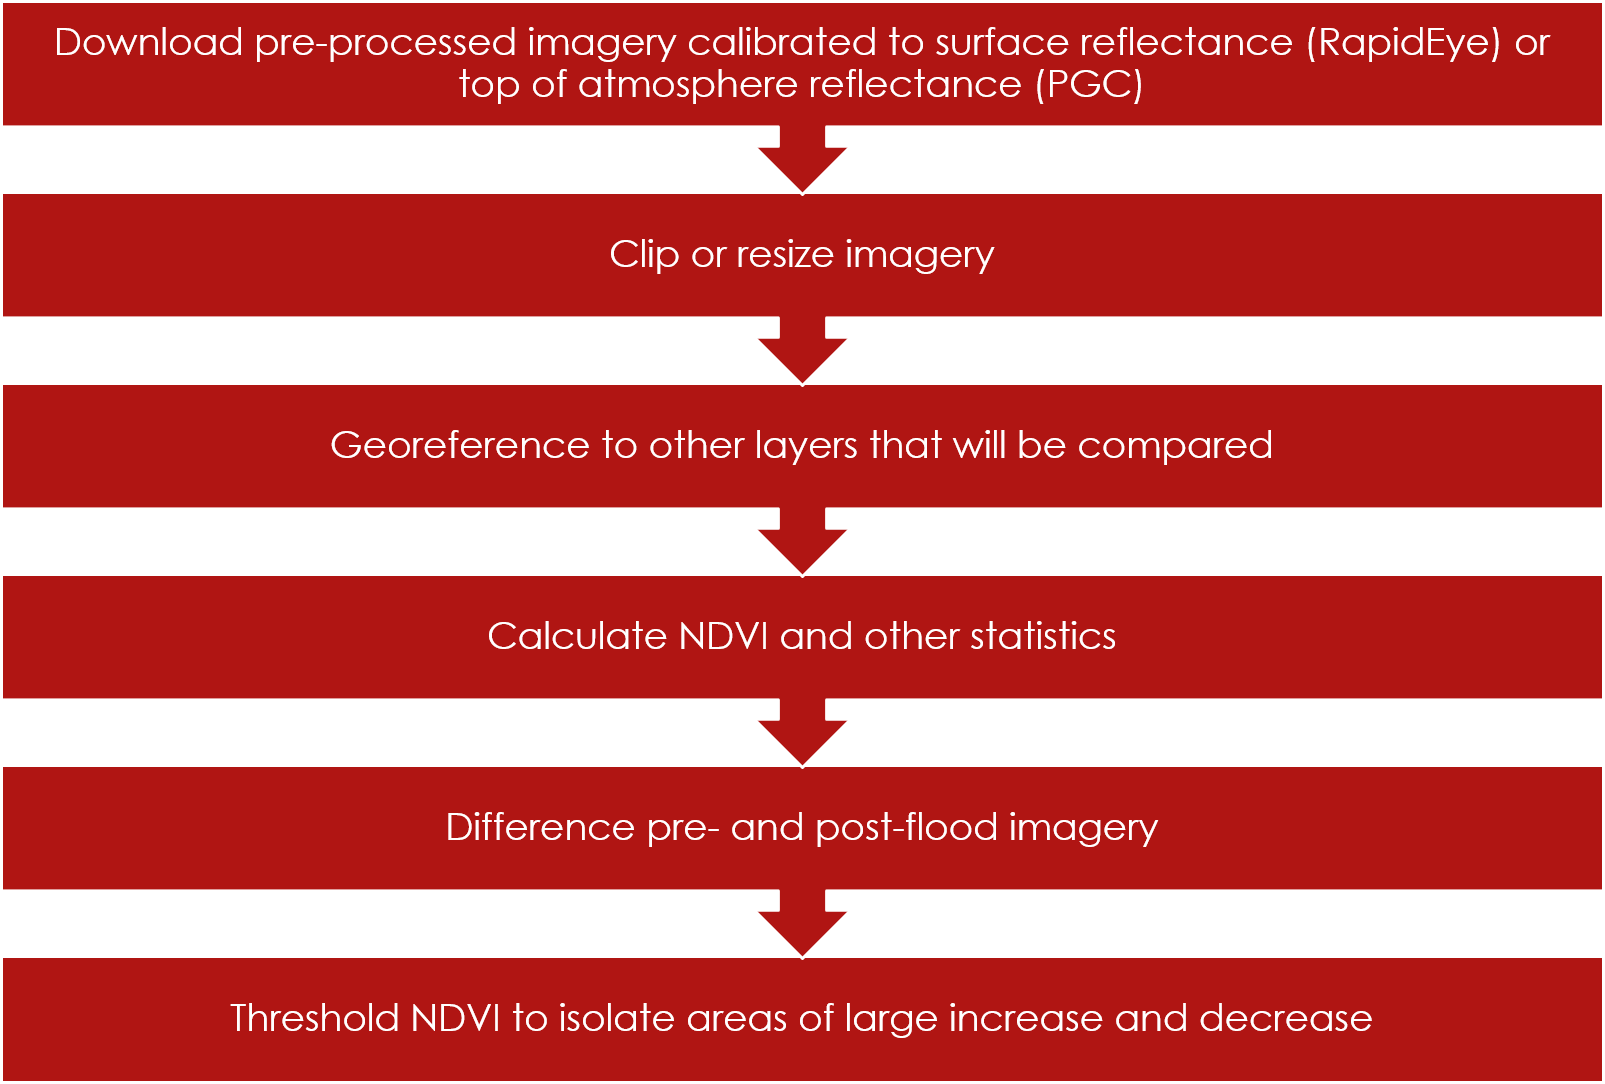 Download pre-processed imagery calibrated to surface reflectance (RapidEye) or
top of atmosphere reflectance (PGC)
Clip or resize imagery
Georeference to other layers that will be compared
Calculate NDVI and other statistics
Difference pre- and post-flood imagery
Threshold NDVI to isolate areas of large increase and decrease